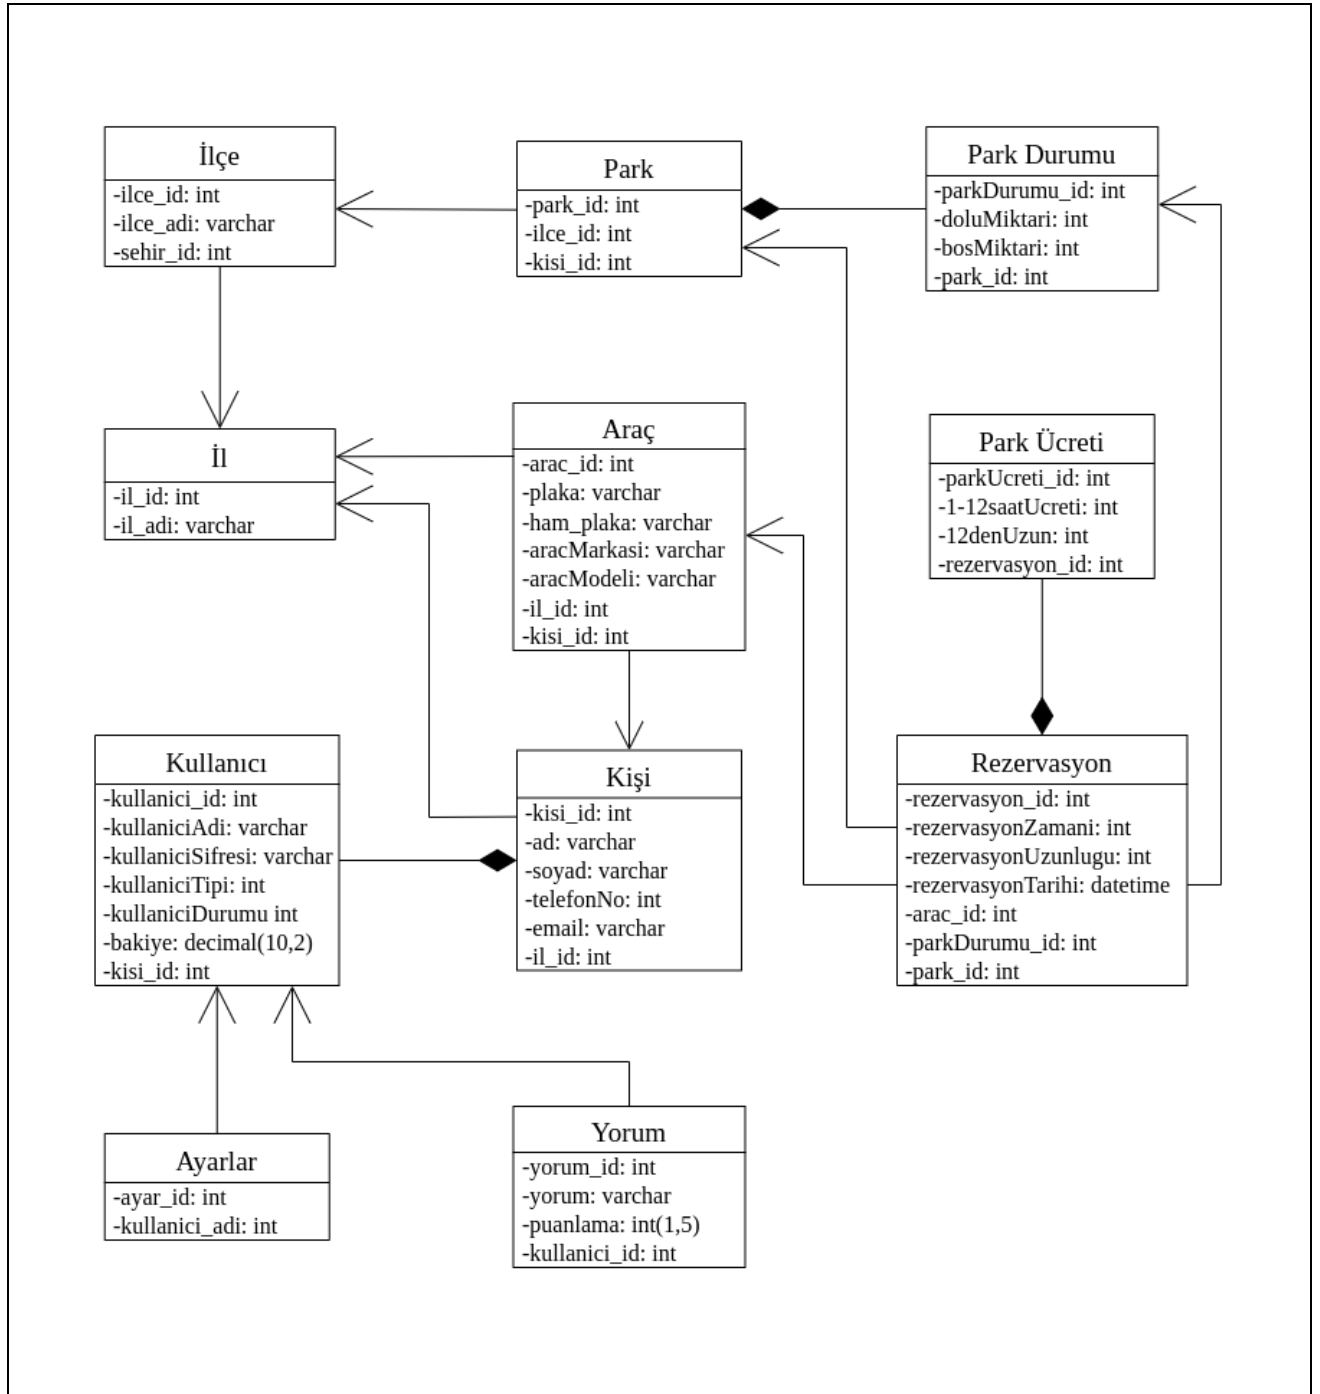 İlçe
-ilce_id: int
-ilce_adi: varchar
-sehir_id: int
Park
-park_id: int
-ilce_id: int
-kisi_id: int
Park Durumu
-parkDurumu_id: int
-doluMiktari: int
-bosMiktari: int
-park_id: int
İl
-il_id: int
-il_adi: varchar
Araç
-arac_id: int
-plaka: varchar
-ham_plaka: varchar
-aracMarkasi: varchar
-aracModeli: varchar
-il_id: int
-kisi_id: int
Park Ücreti
-parkUcreti_id: int
-1-12saatUcreti: int
-12denUzun: int
-rezervasyon_id: int
Kullanıcı
-kullanici_id: int
-kullaniciAdi: varchar
-kullaniciSifresi: varchar
-kullaniciTipi: int
-kullaniciDurumu int
-bakiye: decimal(10,2)
-kisi_id: int
Kişi
-kisi_id: int
-ad: varchar
-soyad: varchar
-telefonNo: int
-email: varchar
-il_id: int
Rezervasyon
-rezervasyon_id: int
-rezervasyonZamani: int
-rezervasyonUzunlugu: int
-rezervasyonTarihi: datetime
-arac_id: int
-parkDurumu_id: int
-park_id: int
Ayarlar
-ayar_id: int
-kullanici_adi: int
Yorum
-yorum_id: int
-yorum: varchar
-puanlama: int(1,5)
-kullanici_id: int